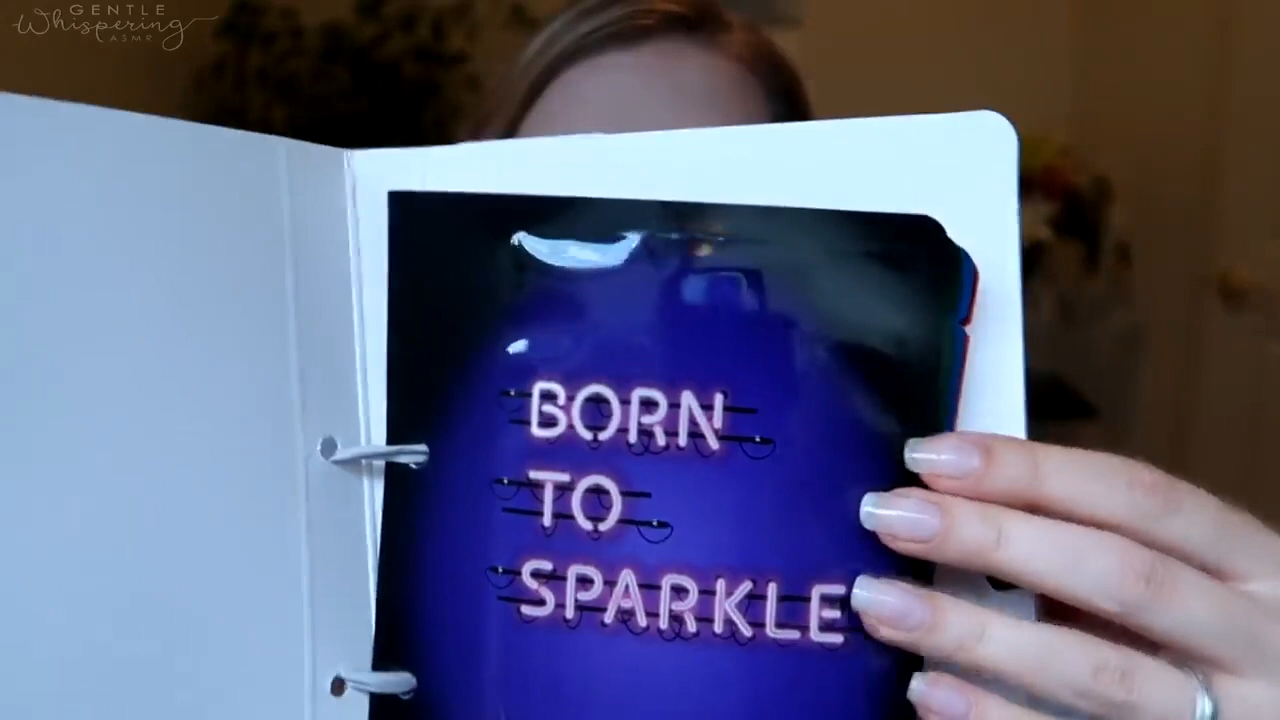 GENTLE
Whispering
ASMR
BORN
TO
SPARKLE